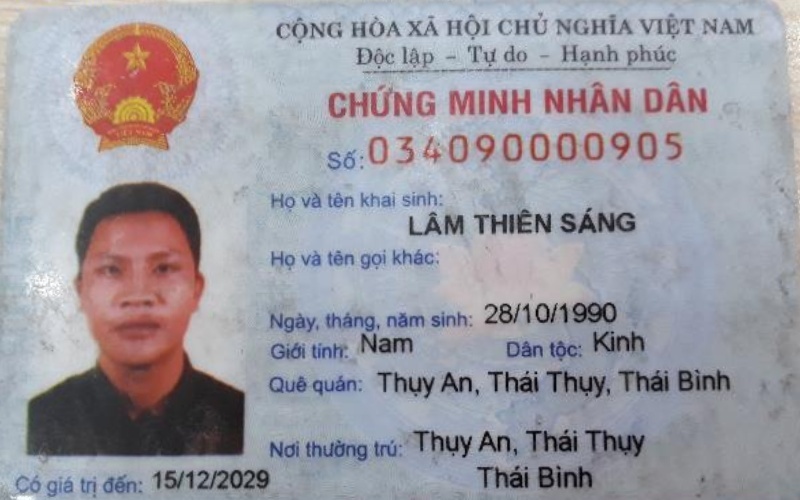 CỘNG HÒA XÃ HỘI CHỦ NGHĨA VIỆT NAM
Độc lập - Tự do - Hạnh phúc
CHỨNG MINH NHÂN DÂN
Số: 034090000905
Họ và tên khai sinh:
LÂM THIÊN SÁNG
Họ và tên gọi khác:
Ngày, tháng, năm sinh: 28/10/1990
Giới tính: Nam Dân tộc: Kinh
Quê quán: Thụy An, Thái Thụy, Thái Bình
Nơi thường trú: Thụy An, Thái Thụy
Thái Bình
Có giá trị đến: 15/12/2029